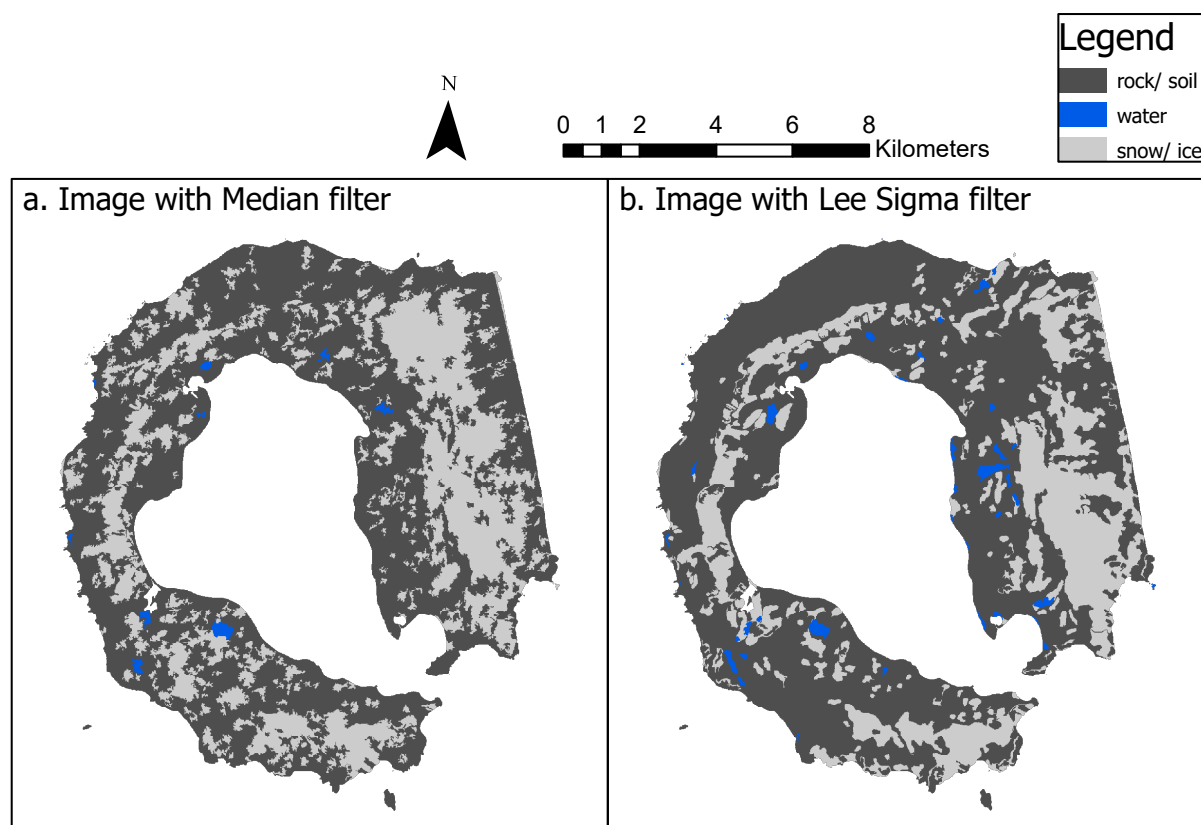 Legend
rock/ soil
water
snow/ ice
N
0 1 2 4 6 8
Kilometers
a. Image with Median filter
b. Image with Lee Sigma filter